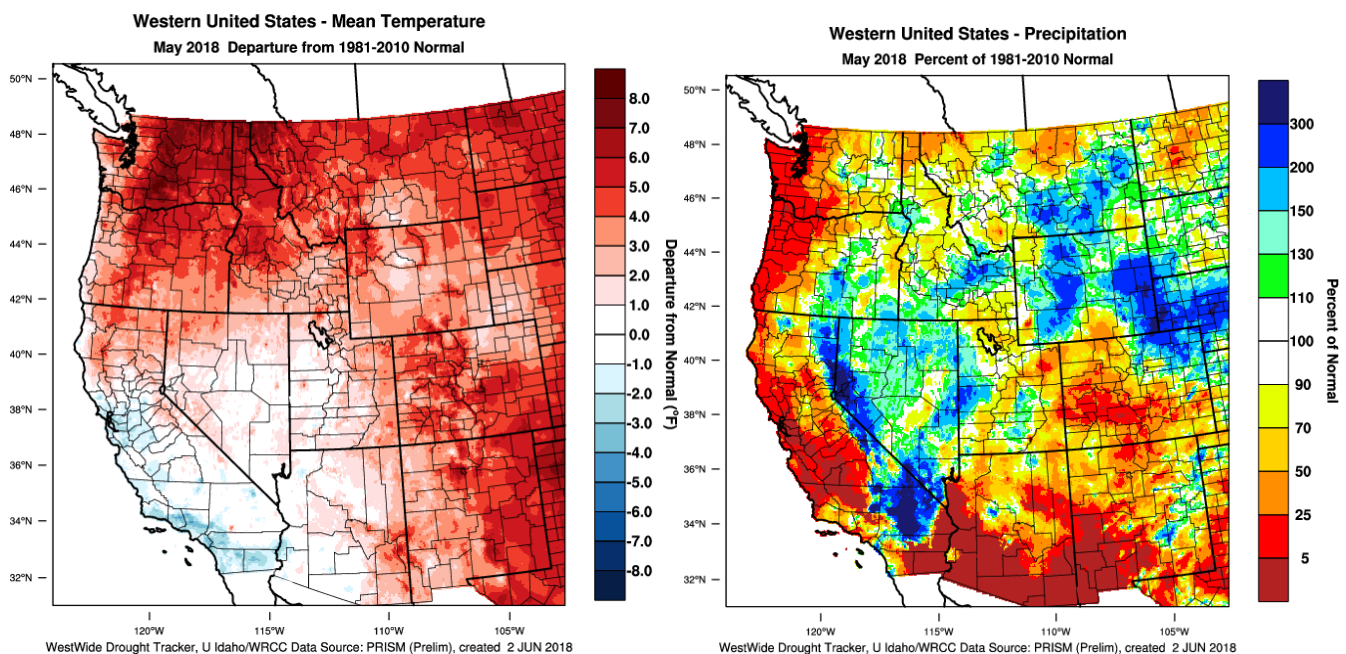 Western United States - Mean Temperature
May 2018  Departure from 1981-2010 Normal
50°N
48°N
46°N
44°N
42°N
40°N
38°N
36°N
34°N
32°N
120°W
115°W
110°W
105°W
8.0
7.0
6.0
5.0
4.0
3.0
2.0
1.0
0.0
-1.0
-2.0
-3.0
-4.0
-5.0
-6.0
-7.0
-8.0
Departure from Normal (°F)
WestWide Drought Tracker, U Idaho/WRCC Data Source: PRISM (Prelim), created  2 JUN 2018
Western United States - Precipitation
May 2018  Percent of 1981-2010 Normal
50°N
48°N
46°N
44°N
42°N
40°N
38°N
36°N
34°N
32°N
120°W
115°W
110°W
105°W
300
200
150
130
110
100
90
70
50
25
5
Percent of Normal
WestWide Drought Tracker, U Idaho/WRCC Data Source: PRISM (Prelim), created  2 JUN 2018